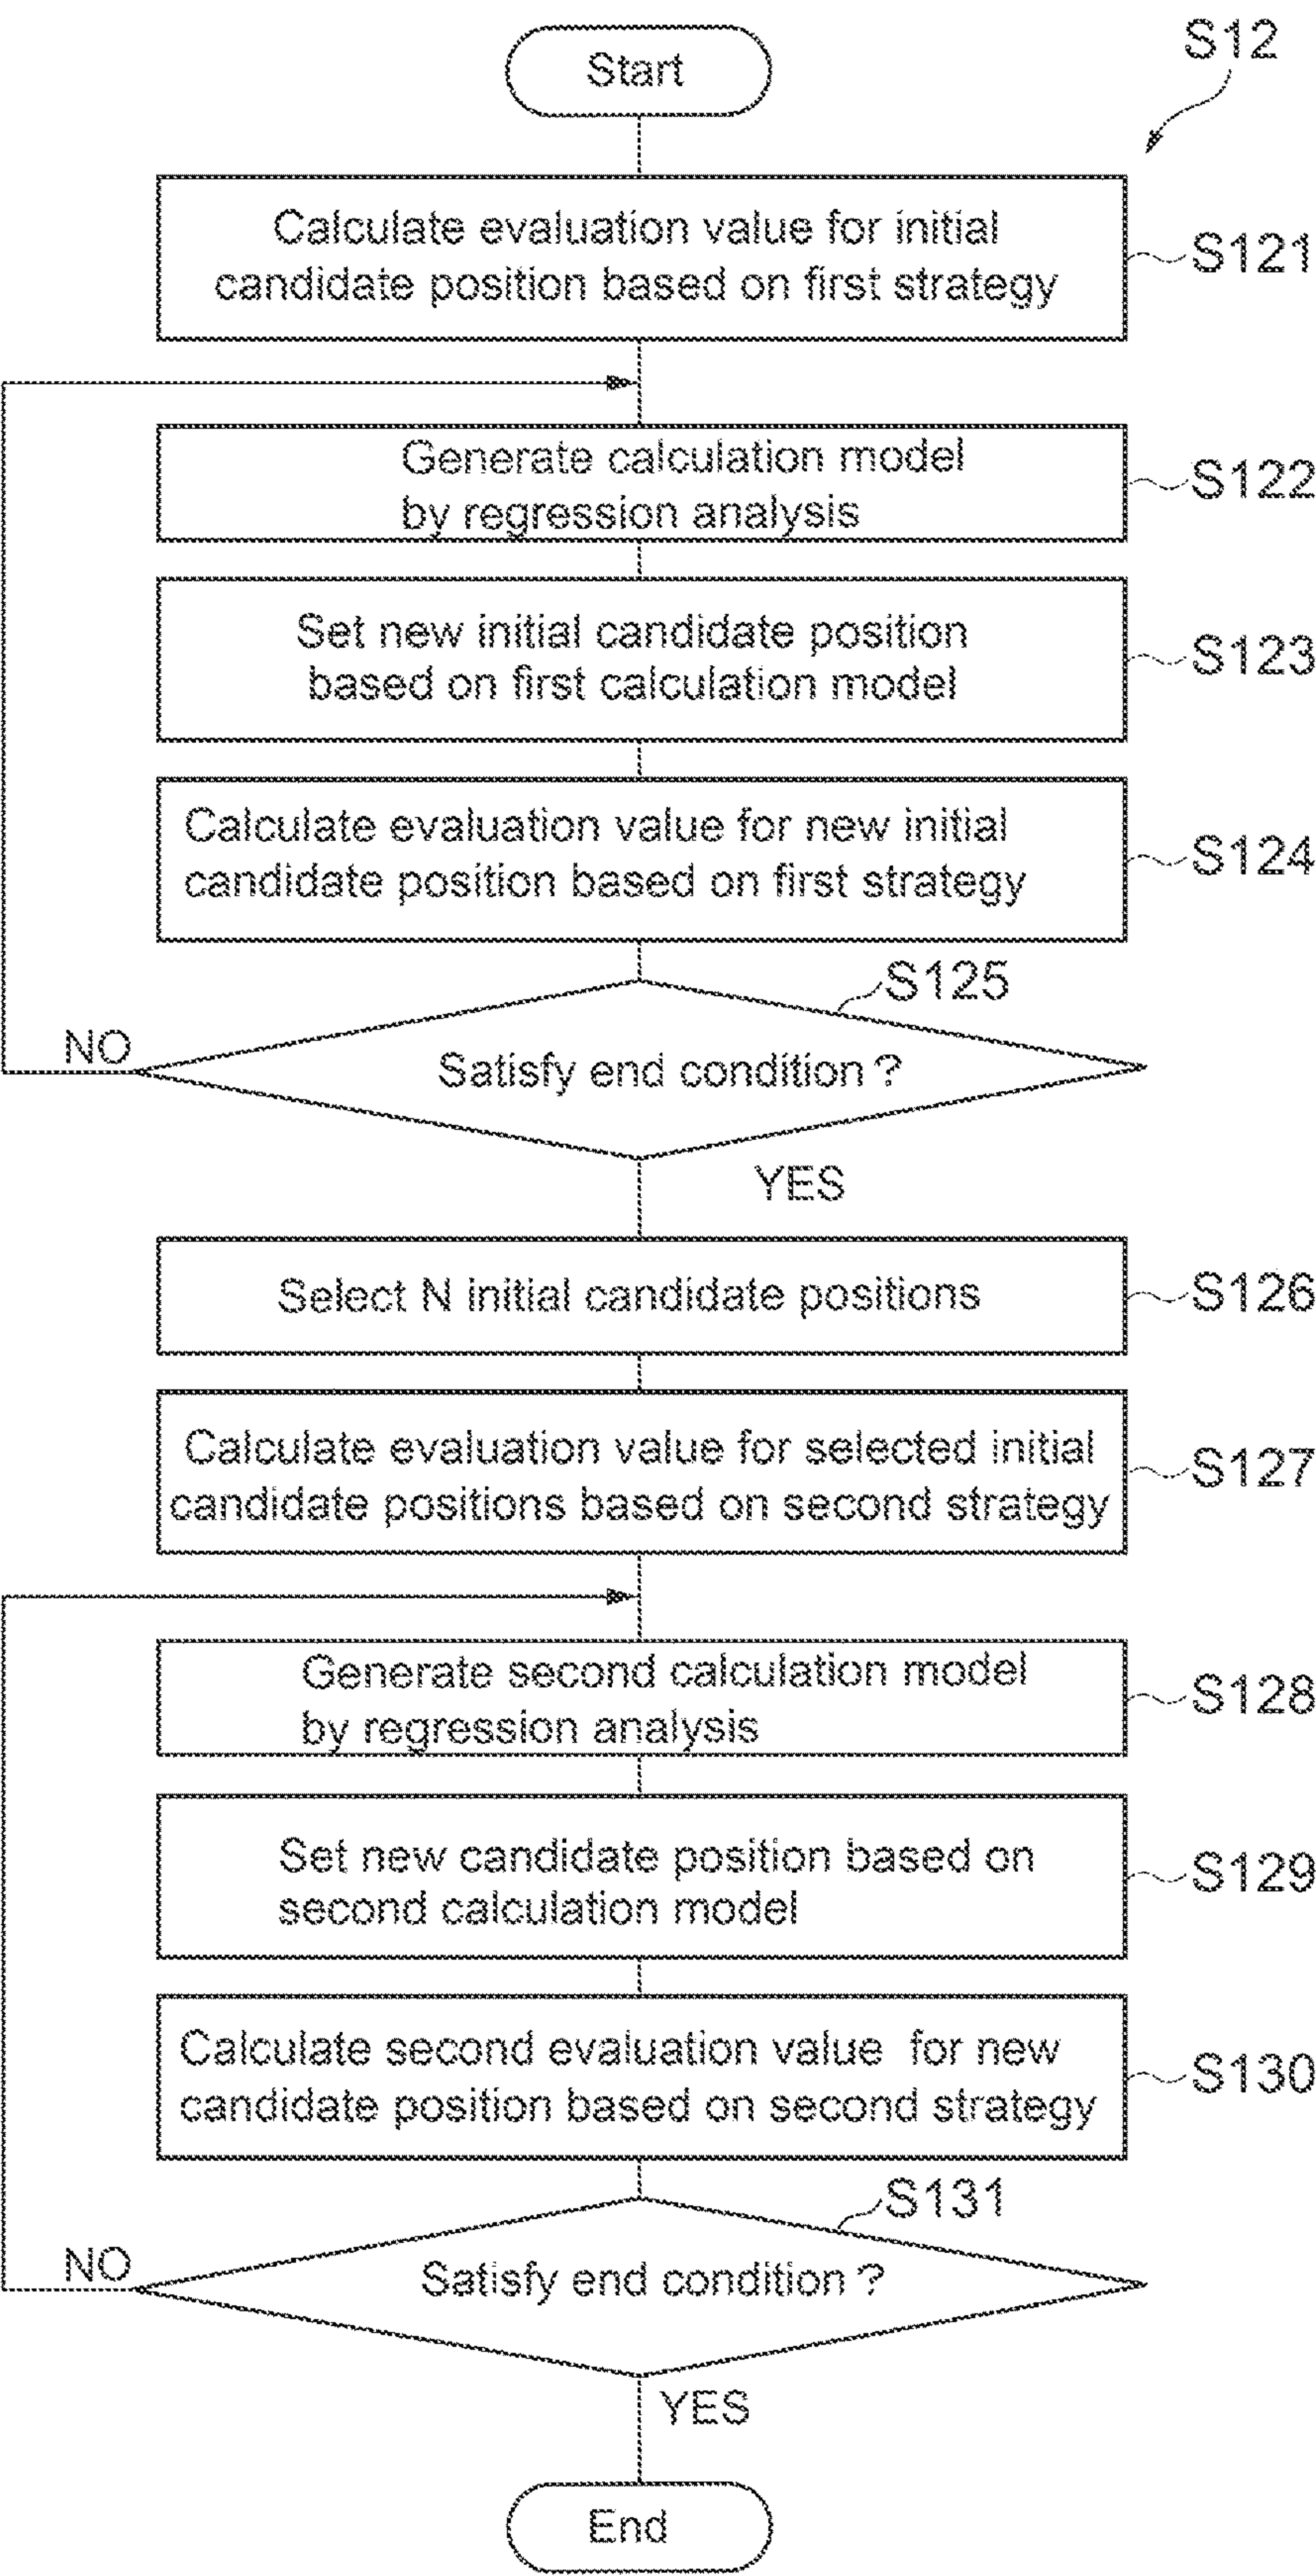 Start
S12
Calculate evaluation value for initial
candidate position based on first strategy
S121
Generate calculation model
by regression analysis
S122
Set new initial candidate position
based on first calculation model
S123
Calculate evaluation value for new initial
candidate position based on first strategy
S124
S125
NO
Satisfy end condition ?
YES
Select N initial candidate positions
S126
Calculate evaluation value for selected initial
candidate positions based on second strategy
S127
Generate second calculation model
by regression analysis
S128
Set new candidate position based on
second calculation model
S129
Calculate second evaluation value for new
candidate position based on second strategy
S130
S131
NO
Satisfy end condition ?
YES
End